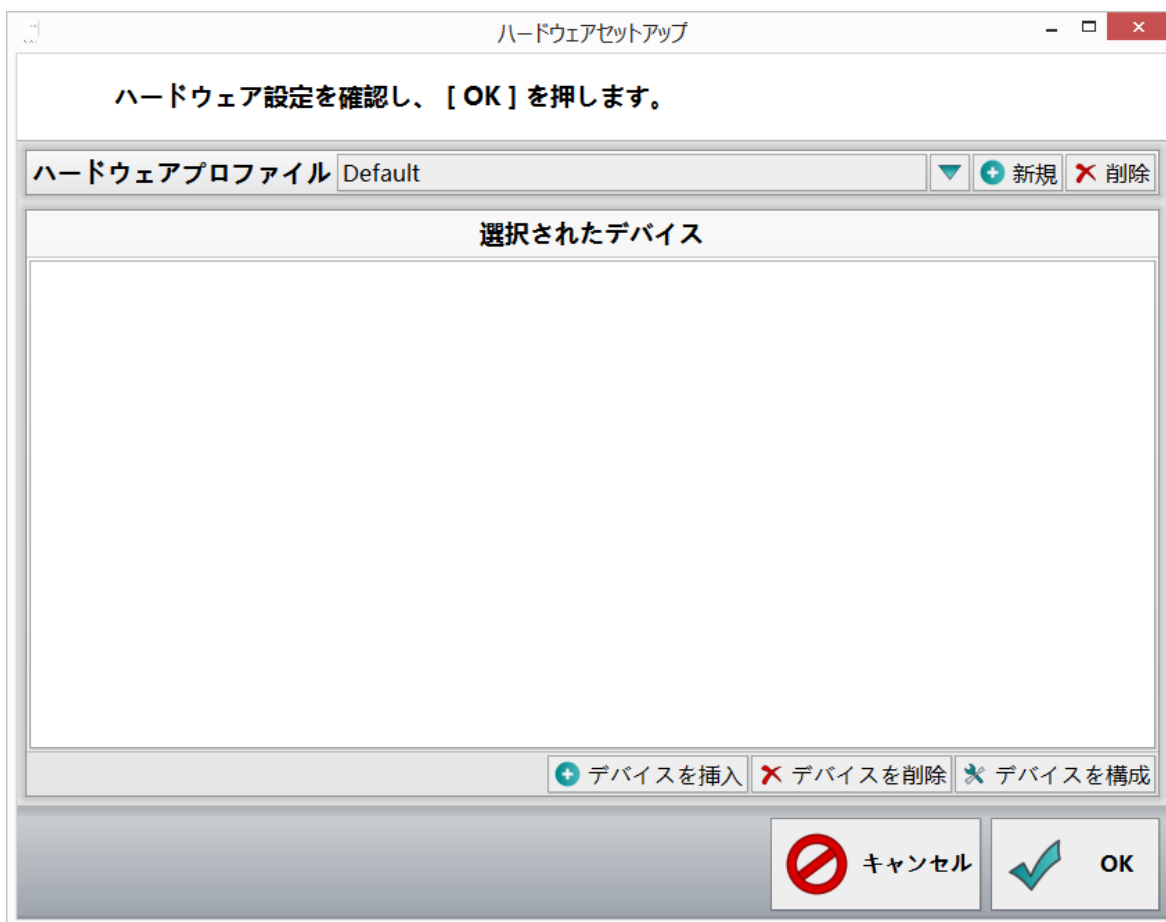 ハードウェアセットアップ
ハードウェア設定を確認し、 [ OK ] を押します。
ハードウェアプロファイル Default 新規 削除
選択されたデバイス
デバイスを挿入 デバイスを削除 デバイスを構成
キャンセル OK